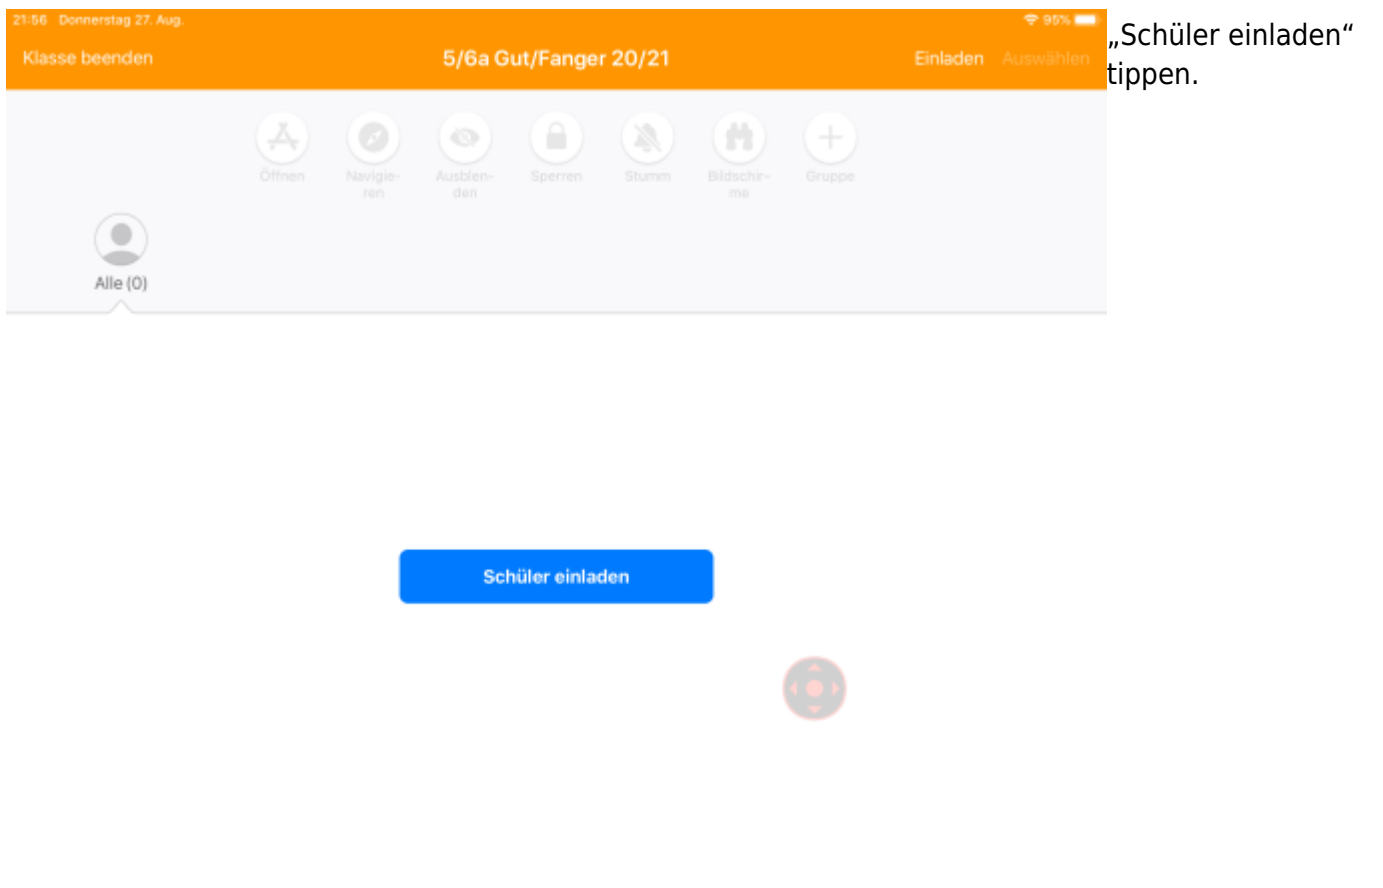 21:56 Donnerstag 27. Aug.
95%
Klasse beenden
5/6a Gut/Fanger 20/21
Einladen
Auswählen
„Schüler einladen“
tippen.
Öffnen
Navigie-
ren
Ausblen-
den
Sperren
Stumm
Bildschir-
me
Gruppe
Alle (0)
Schüler einladen